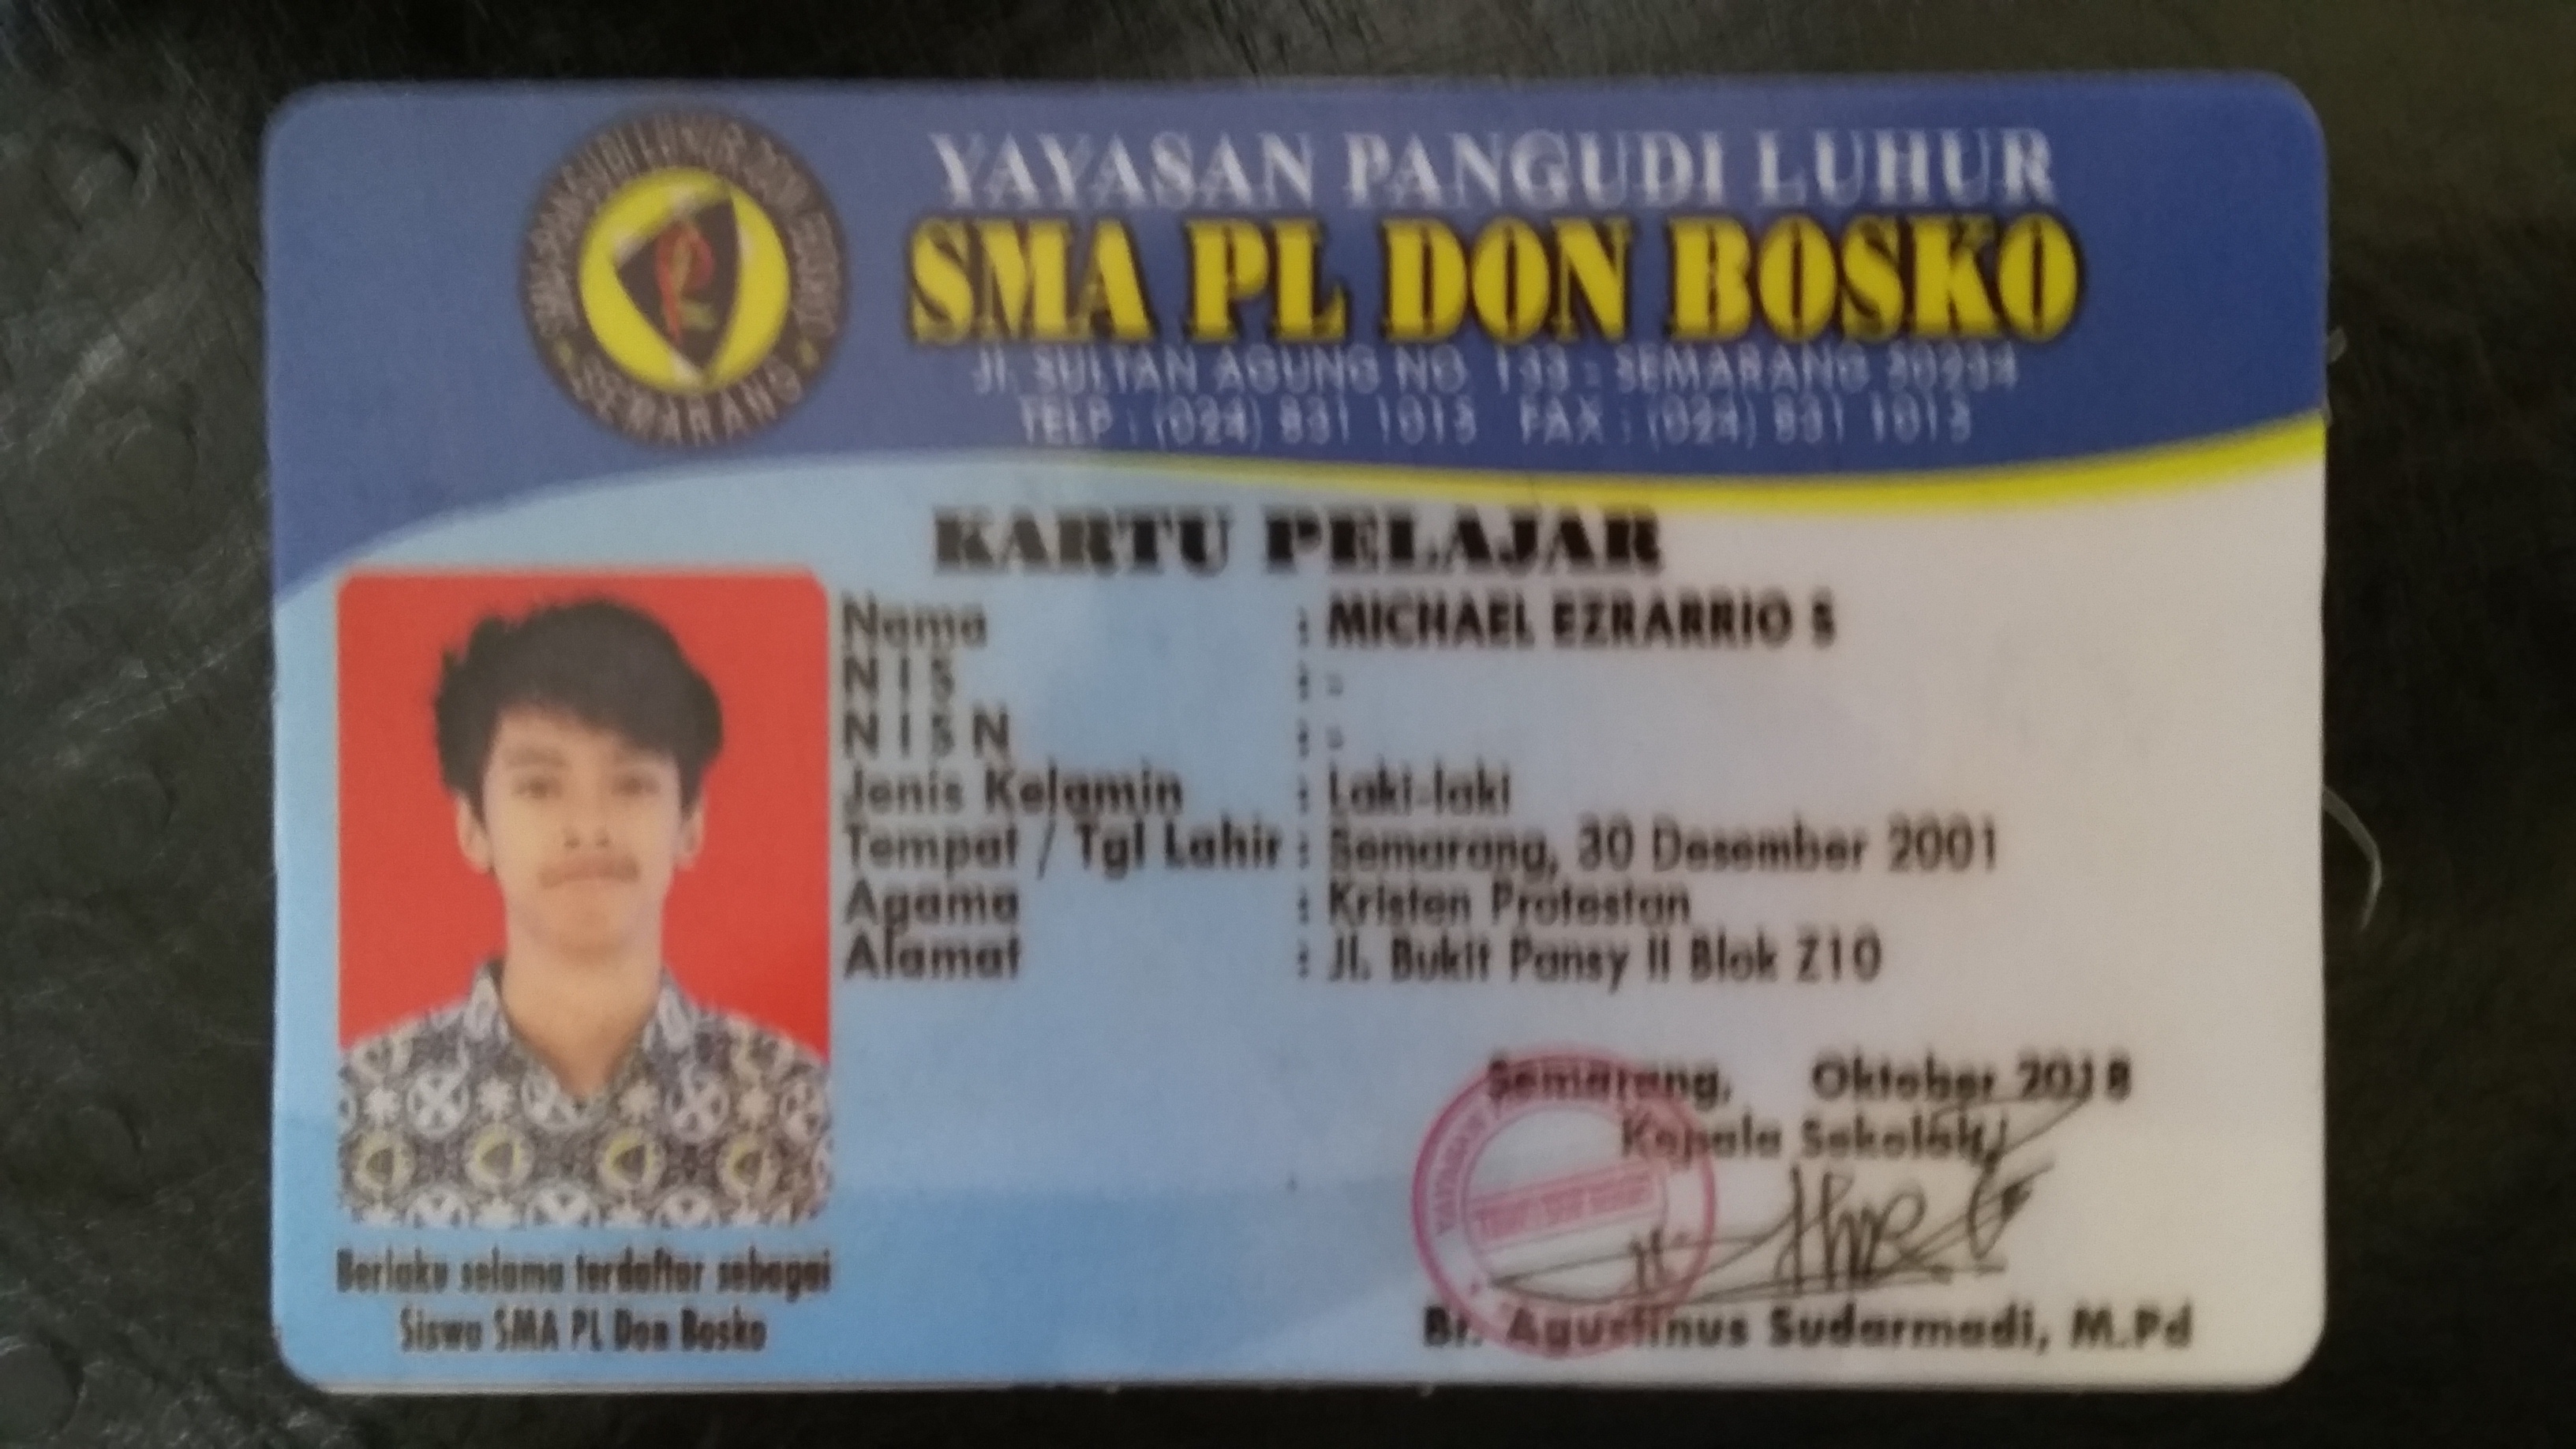 YAYASAN PANGUDI LUHUR
SMA PL DON BOSKO
Jl. SULTAN AGUNG NO 133 - SEMARANG 50234
TELP : (024) 831 1013 FAX : (024) 831 1013
SEMARANG
KARTU PELAJAR
Nama : MICHAEL EZRARRIO S
N I S : -
N I S N : -
Jenis Kelamin : Laki-laki
Tempat / Tgl Lahir : Semarang, 30 Desember 2001
Agama : Kristen Protestan
Alamat : Jl. Bukit Pansy II Blok Z10
Berlaku selama terdaftar sebagai
Siswa SMA PL Don Bosko
Semarang, Oktober 2018
Kepala Sekolah,
Br. Agustinus Sudarmadi, M.Pd